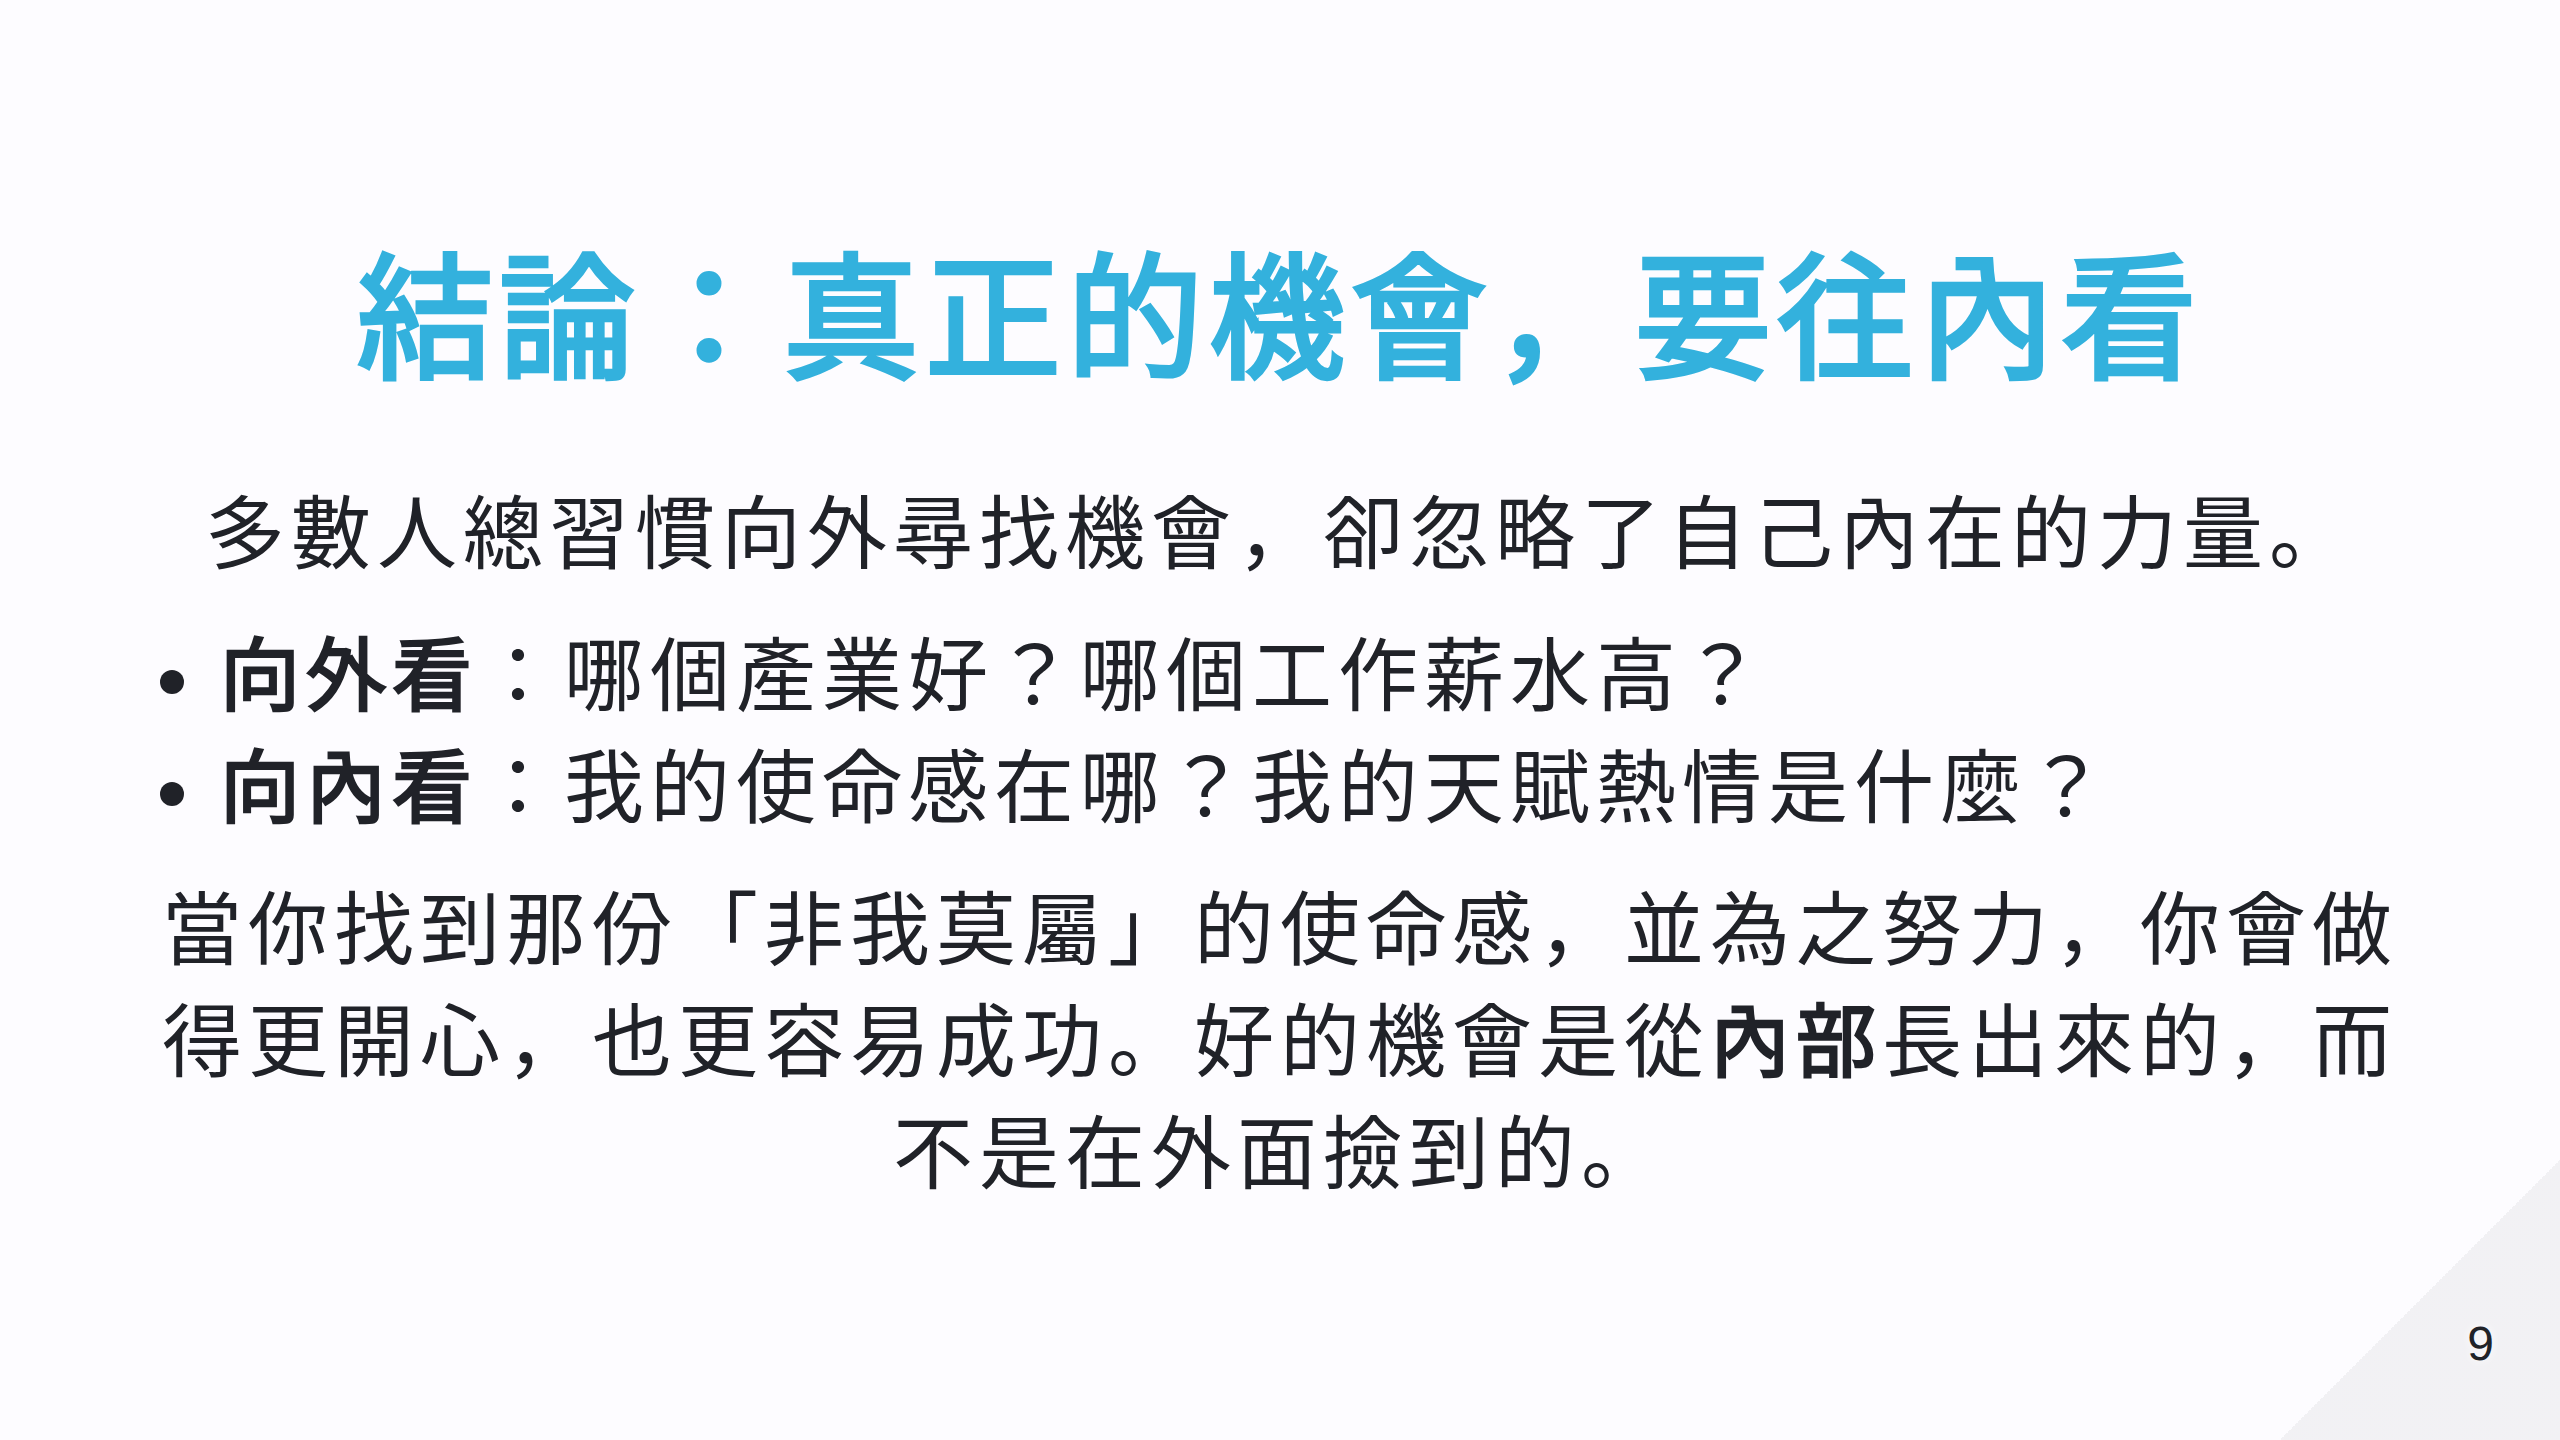 結論：真正的機會，要往內看
多數人總習慣向外尋找機會，卻忽略了自己內在的力量。
• 向外看：哪個產業好？哪個工作薪水高？
• 向內看：我的使命感在哪？我的天賦熱情是什麼？
當你找到那份「非我莫屬」的使命感，並為之努力，你會做
得更開心，也更容易成功。好的機會是從內部長出來的，而
不是在外面撿到的。
9